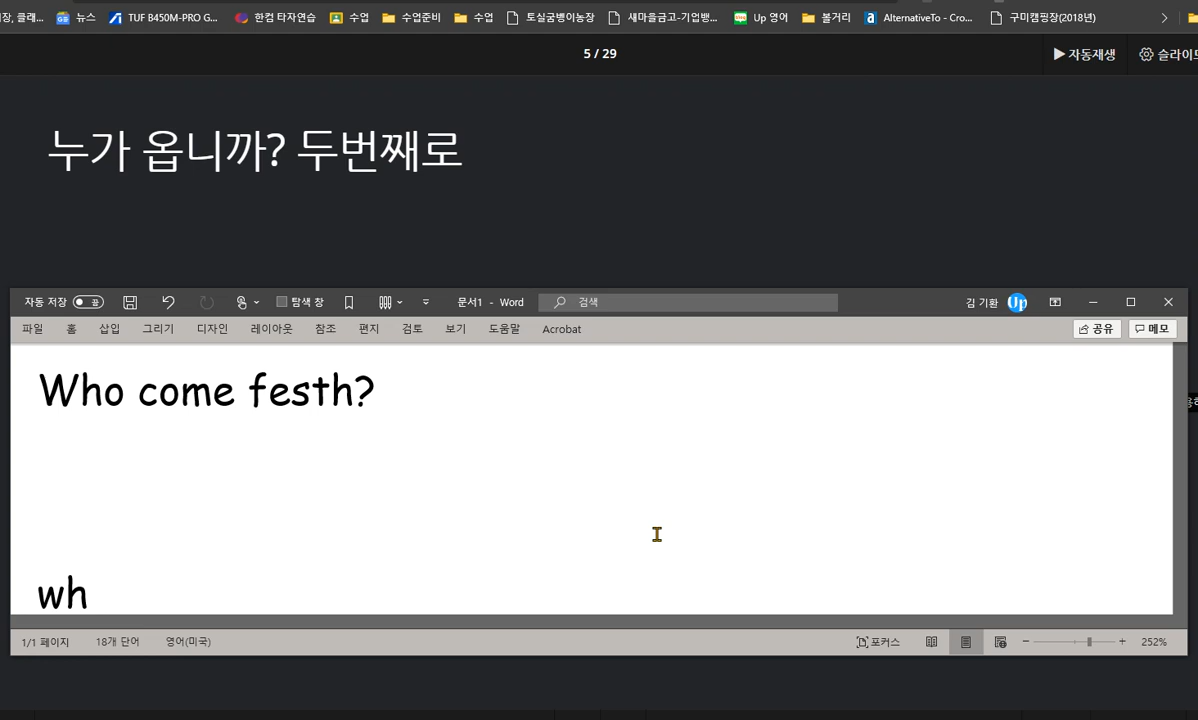 장, 클래... 뉴스 TUF B450M-PRO G... 한컴 타자연습 수업 수업준비 수업 토실굼벵이농장 새마을금고-기업뱅... Up 영어 볼거리 AlternativeTo - Cro... 구미캠핑장(2018년)
5 / 29 자동재생 슬라이드
누가 옵니까? 두번째로
자동 저장 끔 탐색 창 문서1 - Word 검색 김 기환 Up
파일 홈 삽입 그리기 디자인 레이아웃 참조 편지 검토 보기 도움말 Acrobat 공유 메모
Who come festh?
wh
1/1 페이지 18개 단어 영어(미국) 포커스 252%